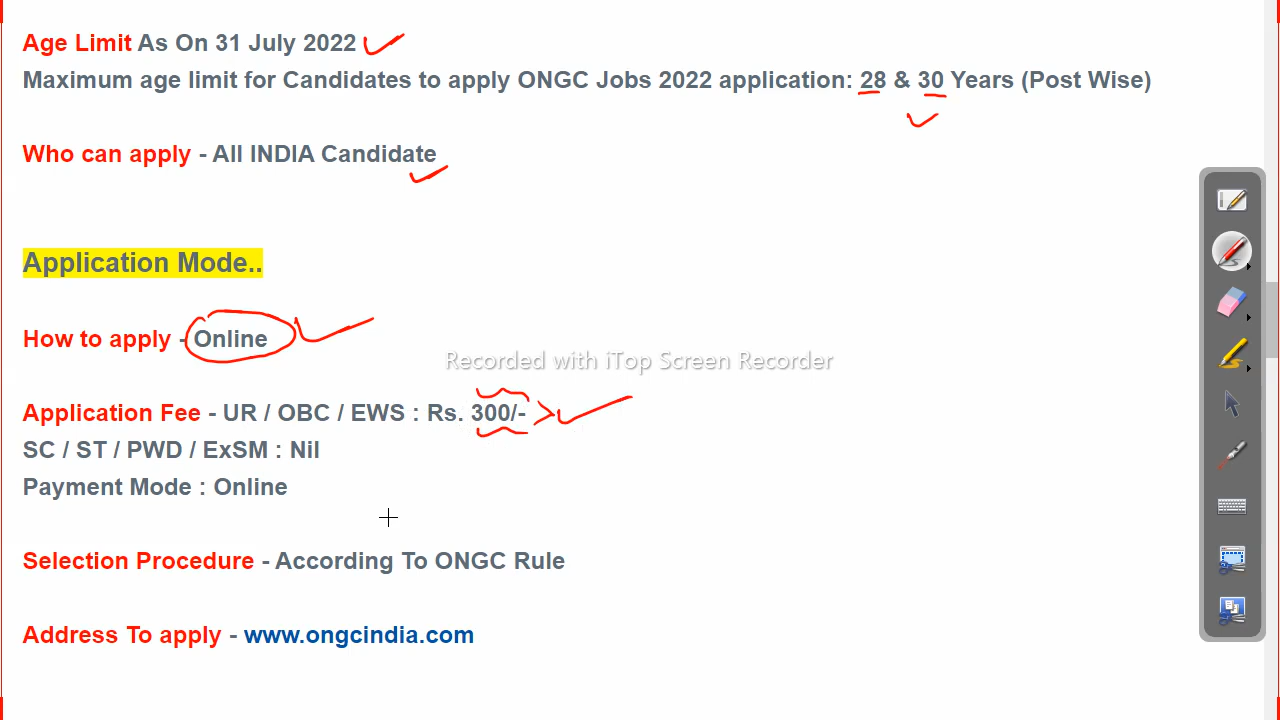 Age Limit As On 31 July 2022
Maximum age limit for Candidates to apply ONGC Jobs 2022 application: 28 & 30 Years (Post Wise)
Who can apply - All INDIA Candidate
Application Mode..
How to apply - Online
Recorded with iTop Screen Recorder
Application Fee - UR / OBC / EWS : Rs. 300/-
SC / ST / PWD / ExSM : Nil
Payment Mode : Online
Selection Procedure - According To ONGC Rule
Address To apply - www.ongcindia.com